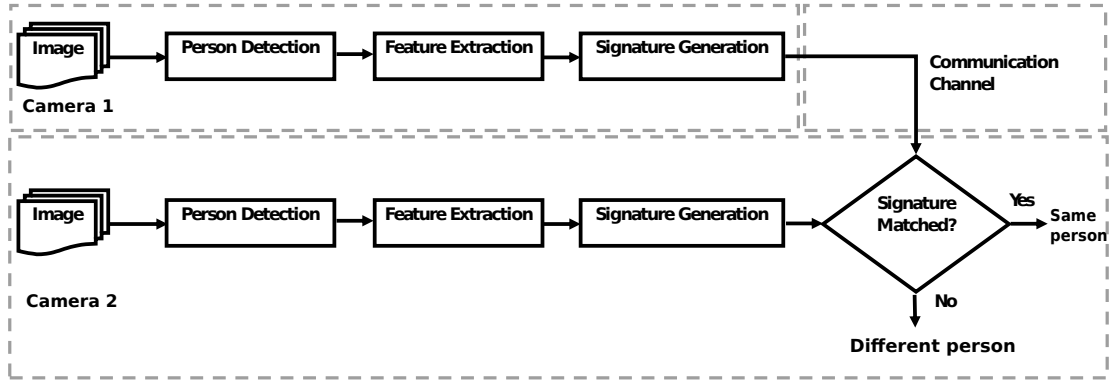 Image
Person Detection
Feature Extraction
Signature Generation
Communication
Channel
Camera 1
Image
Person Detection
Feature Extraction
Signature Generation
Signature
Matched?
Yes
Same
person
Camera 2
No
Different person